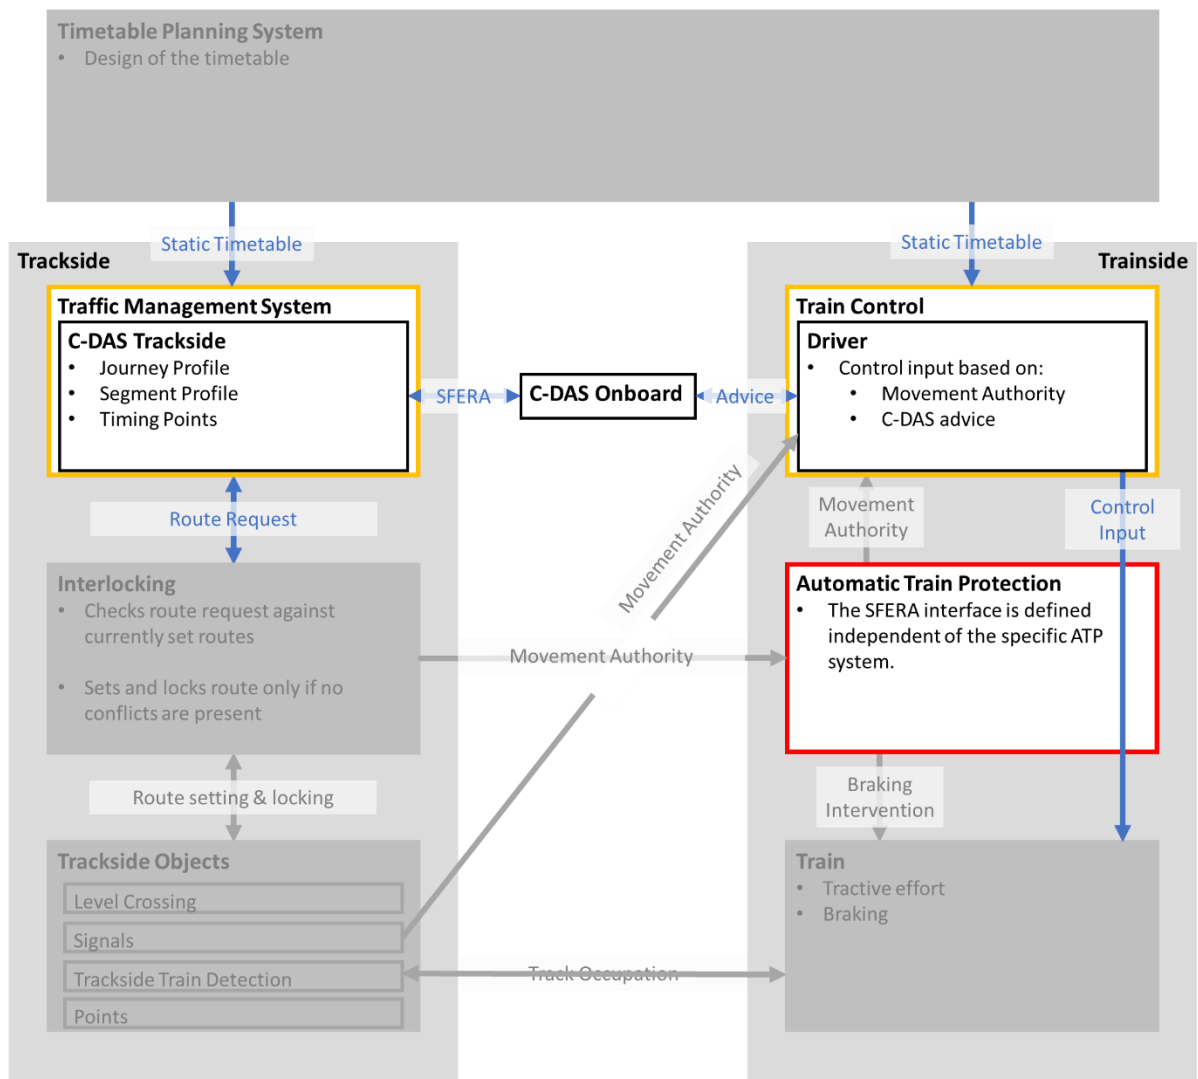 Timetable Planning System
• Design of the timetable
Static Timetable
Static Timetable
Trackside
Trainside
Traffic Management System
C-DAS Trackside
• Journey Profile
• Segment Profile
• Timing Points
SFERA
C-DAS Onboard
Advice
Train Control
Driver
• Control input based on:
• Movement Authority
• C-DAS advice
Route Request
Movement Authority
Movement
Authority
Control
Input
Interlocking
• Checks route request against
currently set routes
• Sets and locks route only if no
conflicts are present
Movement Authority
Automatic Train Protection
• The SFERA interface is defined
independent of the specific ATP
system.
Route setting & locking
Braking
Intervention
Trackside Objects
Level Crossing
Signals
Trackside Train Detection
Points
Track Occupation
Train
• Tractive effort
• Braking